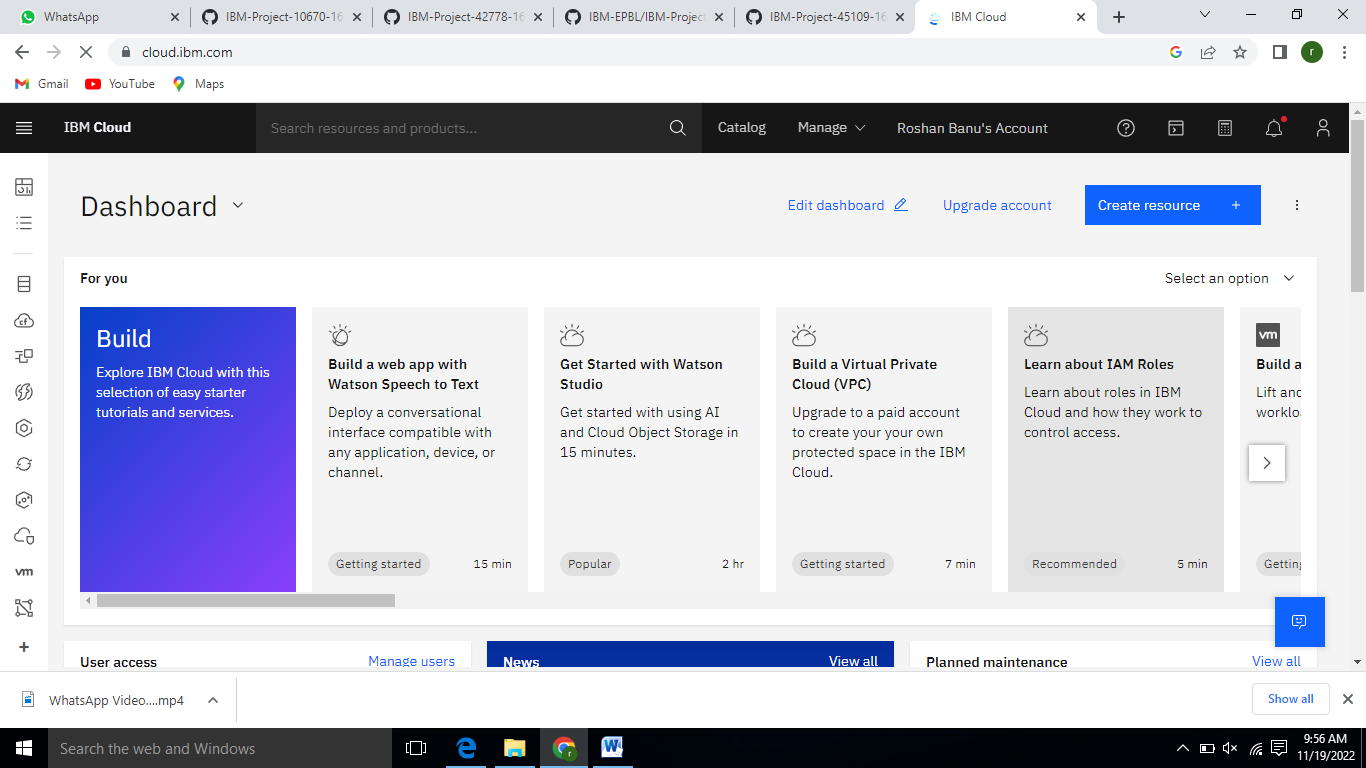 WhatsApp
IBM-Project-10670-16
IBM-Project-42778-16
IBM-EPBL/IBM-Project
IBM-Project-45109-16
IBM Cloud
cloud.ibm.com
r
Gmail
YouTube
Maps
IBM Cloud
Search resources and products...
Catalog
Manage
Roshan Banu's Account
Dashboard
Edit dashboard
Upgrade account
Create resource +
For you
Select an option
Build
Explore IBM Cloud with this
selection of easy starter
tutorials and services.
Build a web app with
Watson Speech to Text
Deploy a conversational
interface compatible with
any application, device, or
channel.
Getting started
15 min
Get Started with Watson
Studio
Get started with using AI
and Cloud Object Storage in
15 minutes.
Popular
2 hr
Build a Virtual Private
Cloud (VPC)
Upgrade to a paid account
to create your your own
protected space in the IBM
Cloud.
Getting started
7 min
Learn about IAM Roles
Learn about roles in IBM
Cloud and how they work to
control access.
Recommended
5 min
vm
Build a
Lift and
worklo
Getting
cf
vm
User access
Manage users
News
View all
Planned maintenance
View all
WhatsApp Video....mp4
Show all
Search the web and Windows
9:56 AM
11/19/2022